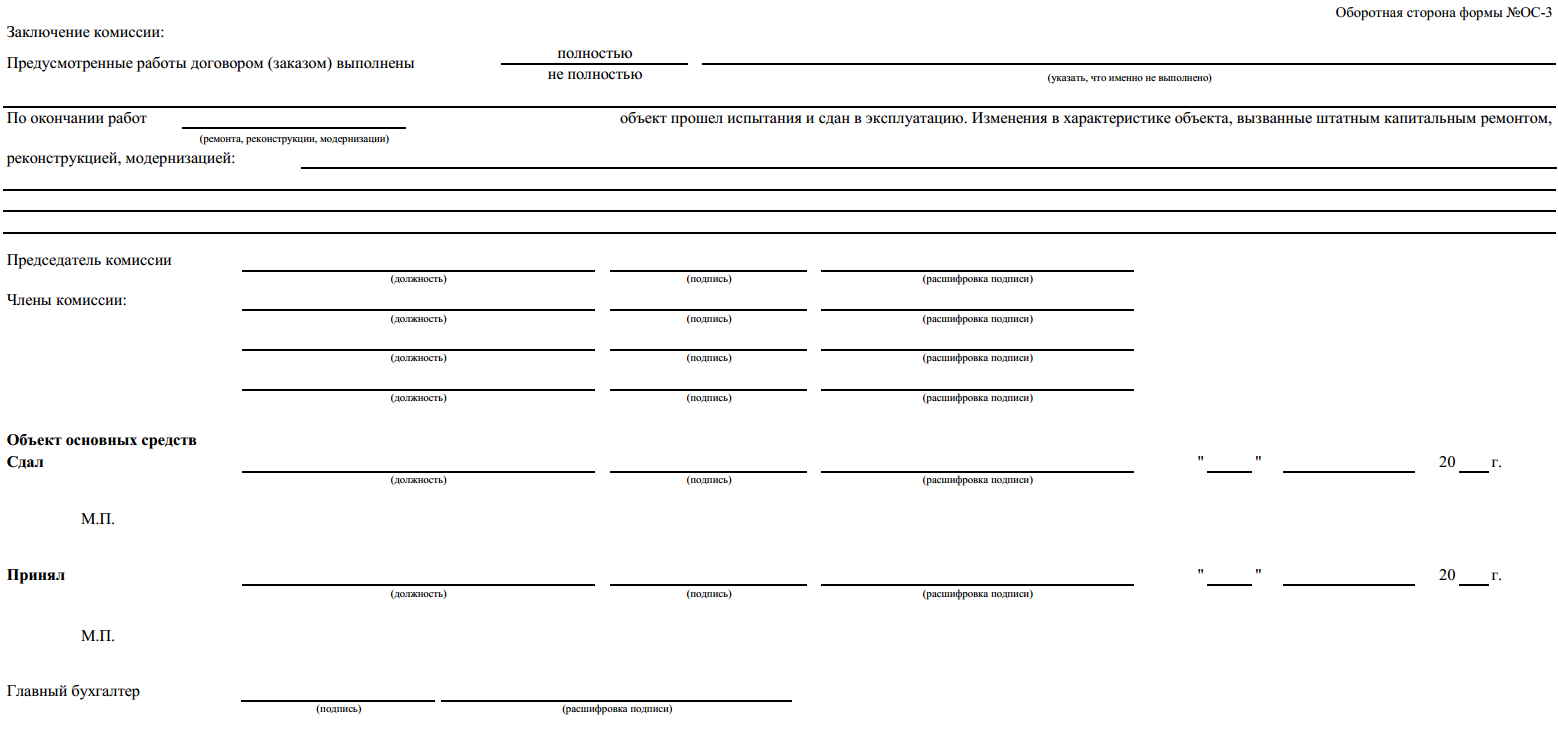 Оборотная сторона формы №ОС-3
Заключение комиссии:
полностью
Предусмотренные работы договором (заказом) выполнены
не полностью
(указать, что именно не выполнено)
По окончании работ объект прошел испытания и сдан в эксплуатацию. Изменения в характеристике объекта, вызванные штатным капитальным ремонтом,
(ремонта, реконструкции, модернизации)
реконструкцией, модернизацией:
Председатель комиссии
(должность) (подпись) (расшифровка подписи)
Члены комиссии:
(должность) (подпись) (расшифровка подписи)
(должность) (подпись) (расшифровка подписи)
(должность) (подпись) (расшифровка подписи)
Объект основных средств
Сдал " " 20 г.
(должность) (подпись) (расшифровка подписи)
М.П.
Принял " " 20 г.
(должность) (подпись) (расшифровка подписи)
М.П.
Главный бухгалтер
(подпись) (расшифровка подписи)